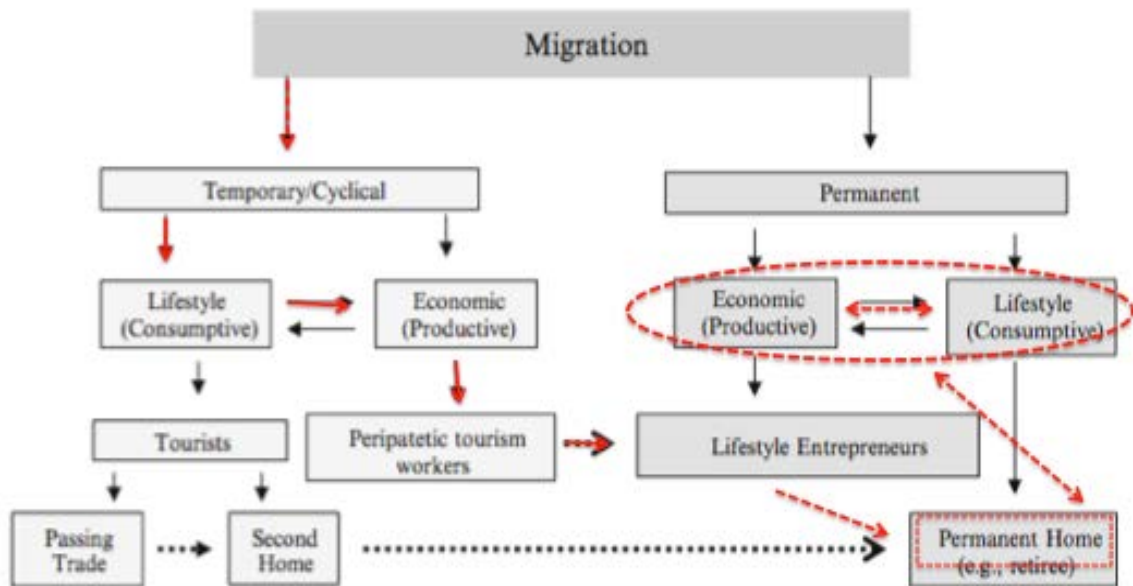 Migration
Temporary/Cyclical
Permanent
Lifestyle
(Consumptive)
Economic
(Productive)
Economic
(Productive)
Lifestyle
(Consumptive)
Tourists
Peripatetic tourism
workers
Lifestyle Entrepreneurs
Passing
Trade
Second
Home
Permanent Home
(e.g., retiree)